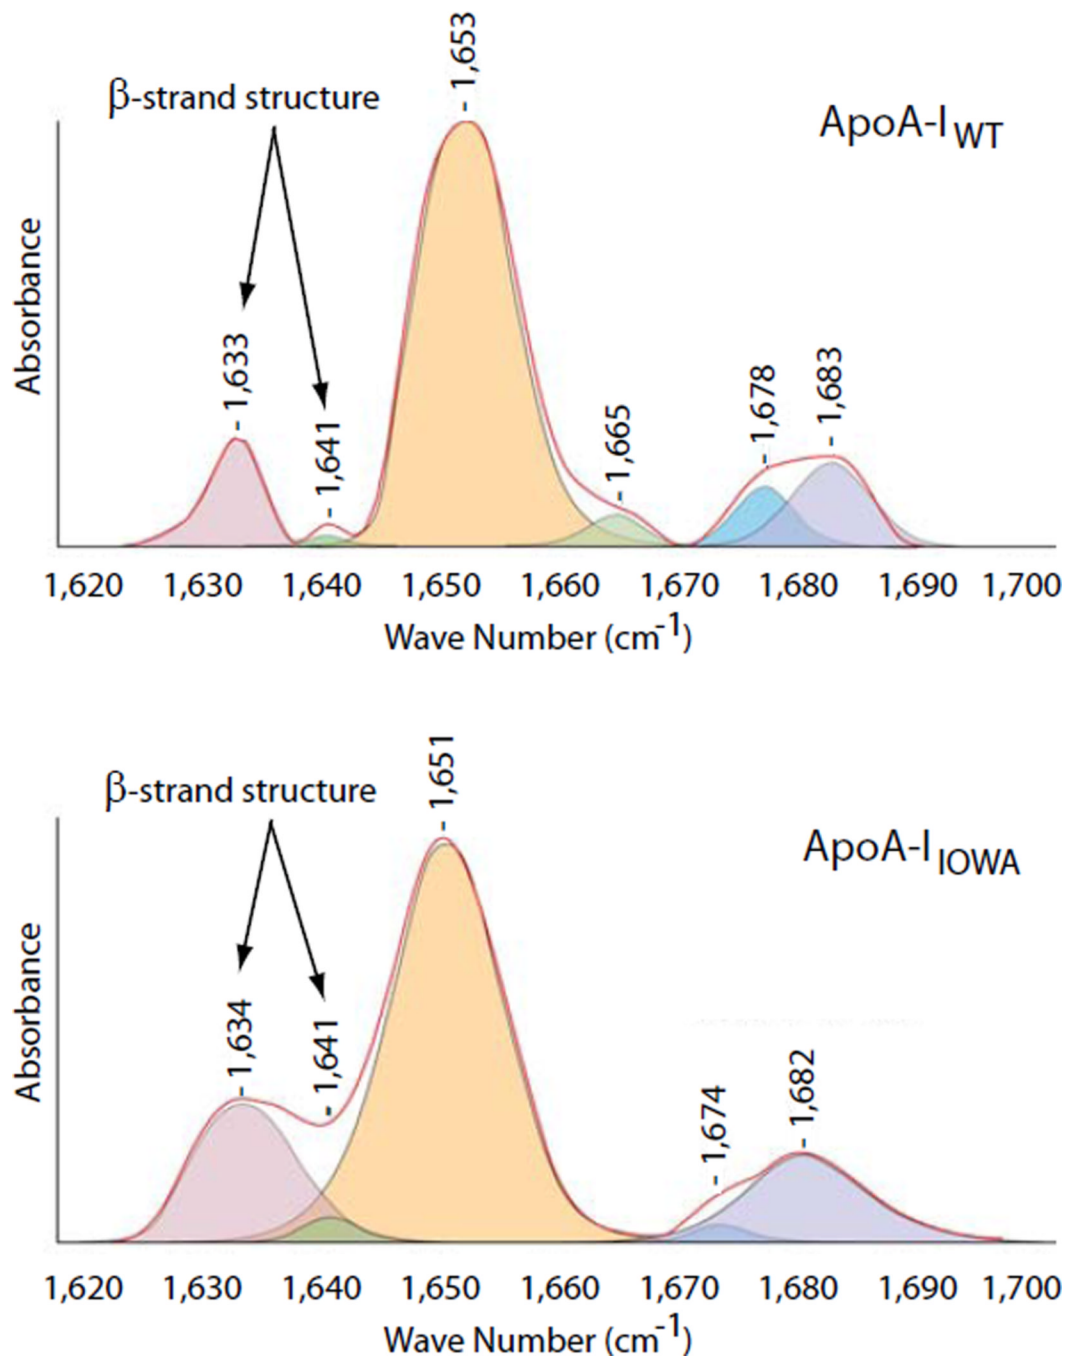 β-strand structure
ApoA-I WT
Absorbance
- 1,633
- 1,641
- 1,653
- 1,665
- 1,678
- 1,683
1,620 1,630 1,640 1,650 1,660 1,670 1,680 1,690 1,700
Wave Number (cm-1)
β-strand structure
ApoA-I IOWA
Absorbance
- 1,634
- 1,641
- 1,651
- 1,674
- 1,682
1,620 1,630 1,640 1,650 1,660 1,670 1,680 1,690 1,700
Wave Number (cm-1)